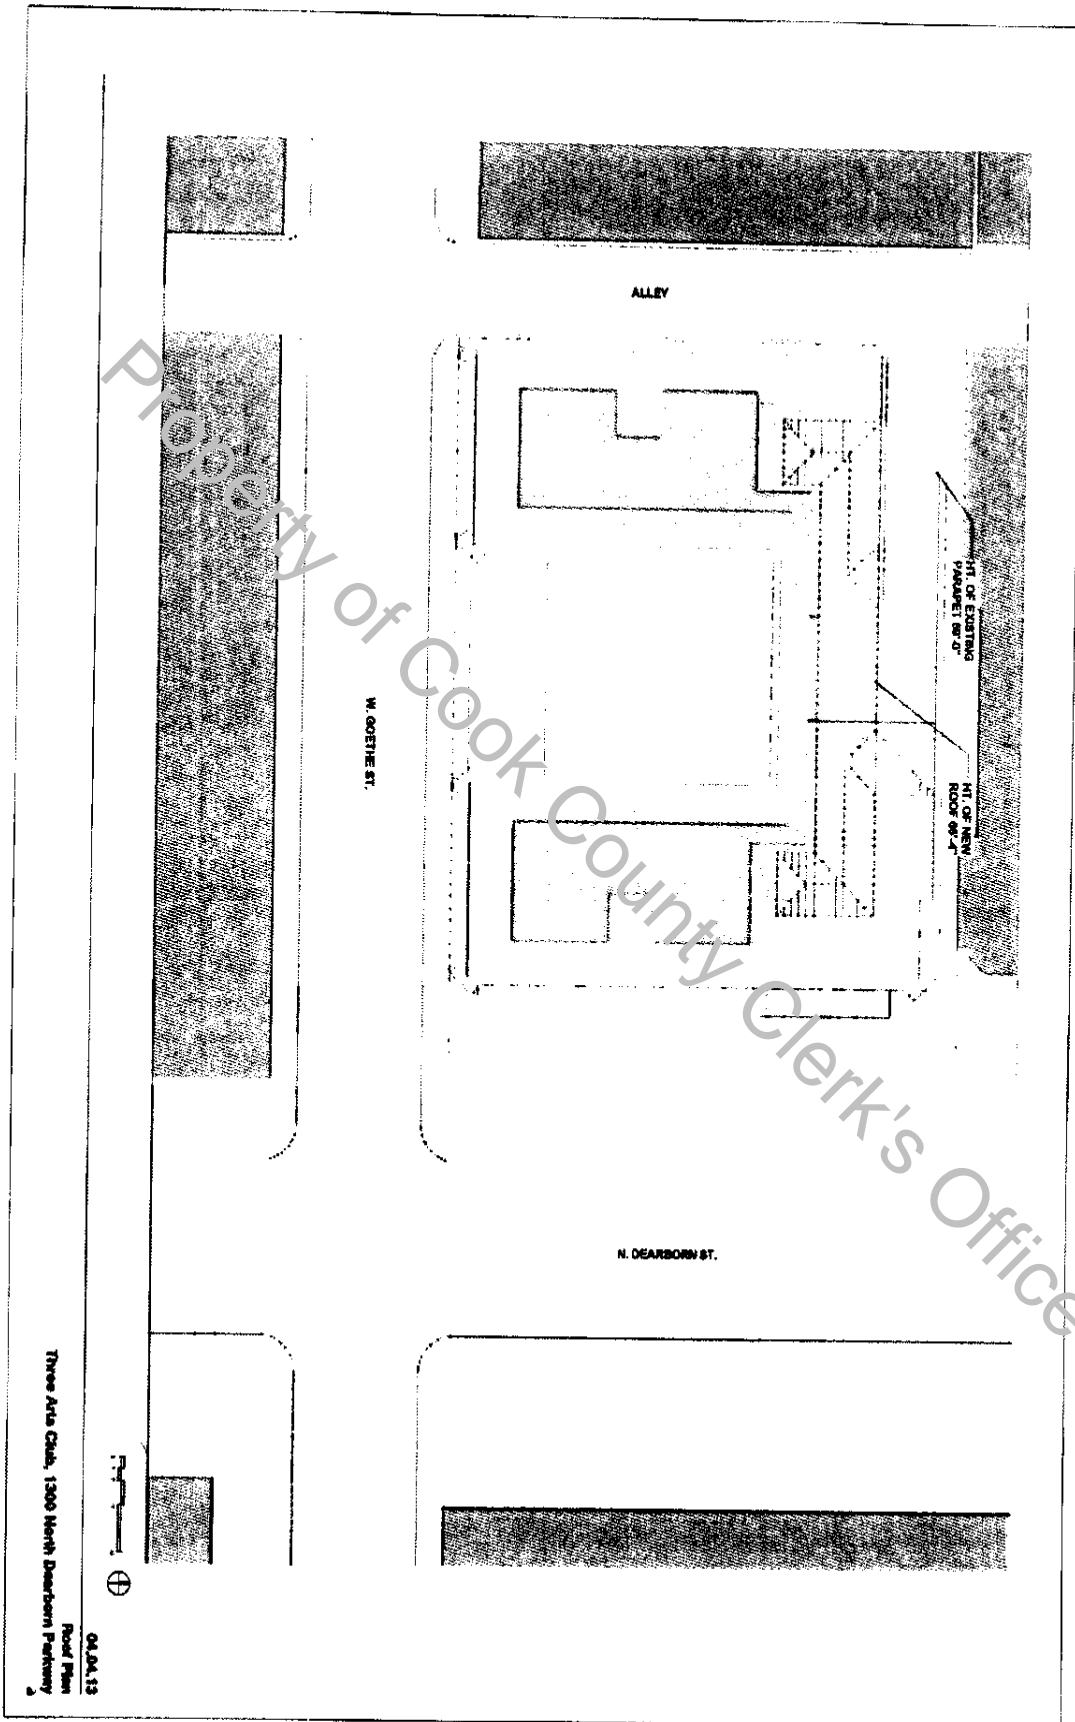 ALLEY
HT. OF EXISTING
PARAPET 68'-0"
HT. OF NEW
ROOF 66'-4"
W. GOETHE ST.
N. DEARBORN ST.
04.04.13
Roof Plan
Three Arts Club, 1300 North Dearborn Parkway
Property of Cook County Clerk's Office